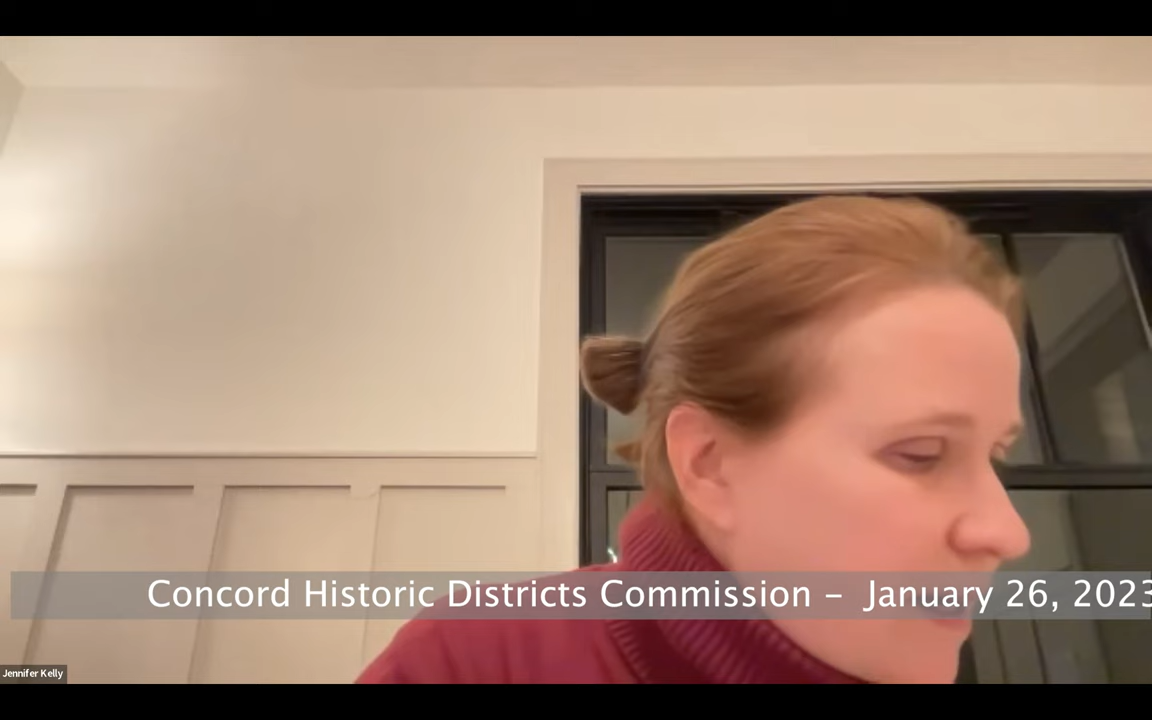 Concord Historic Districts Commission – January 26, 2023
Jennifer Kelly